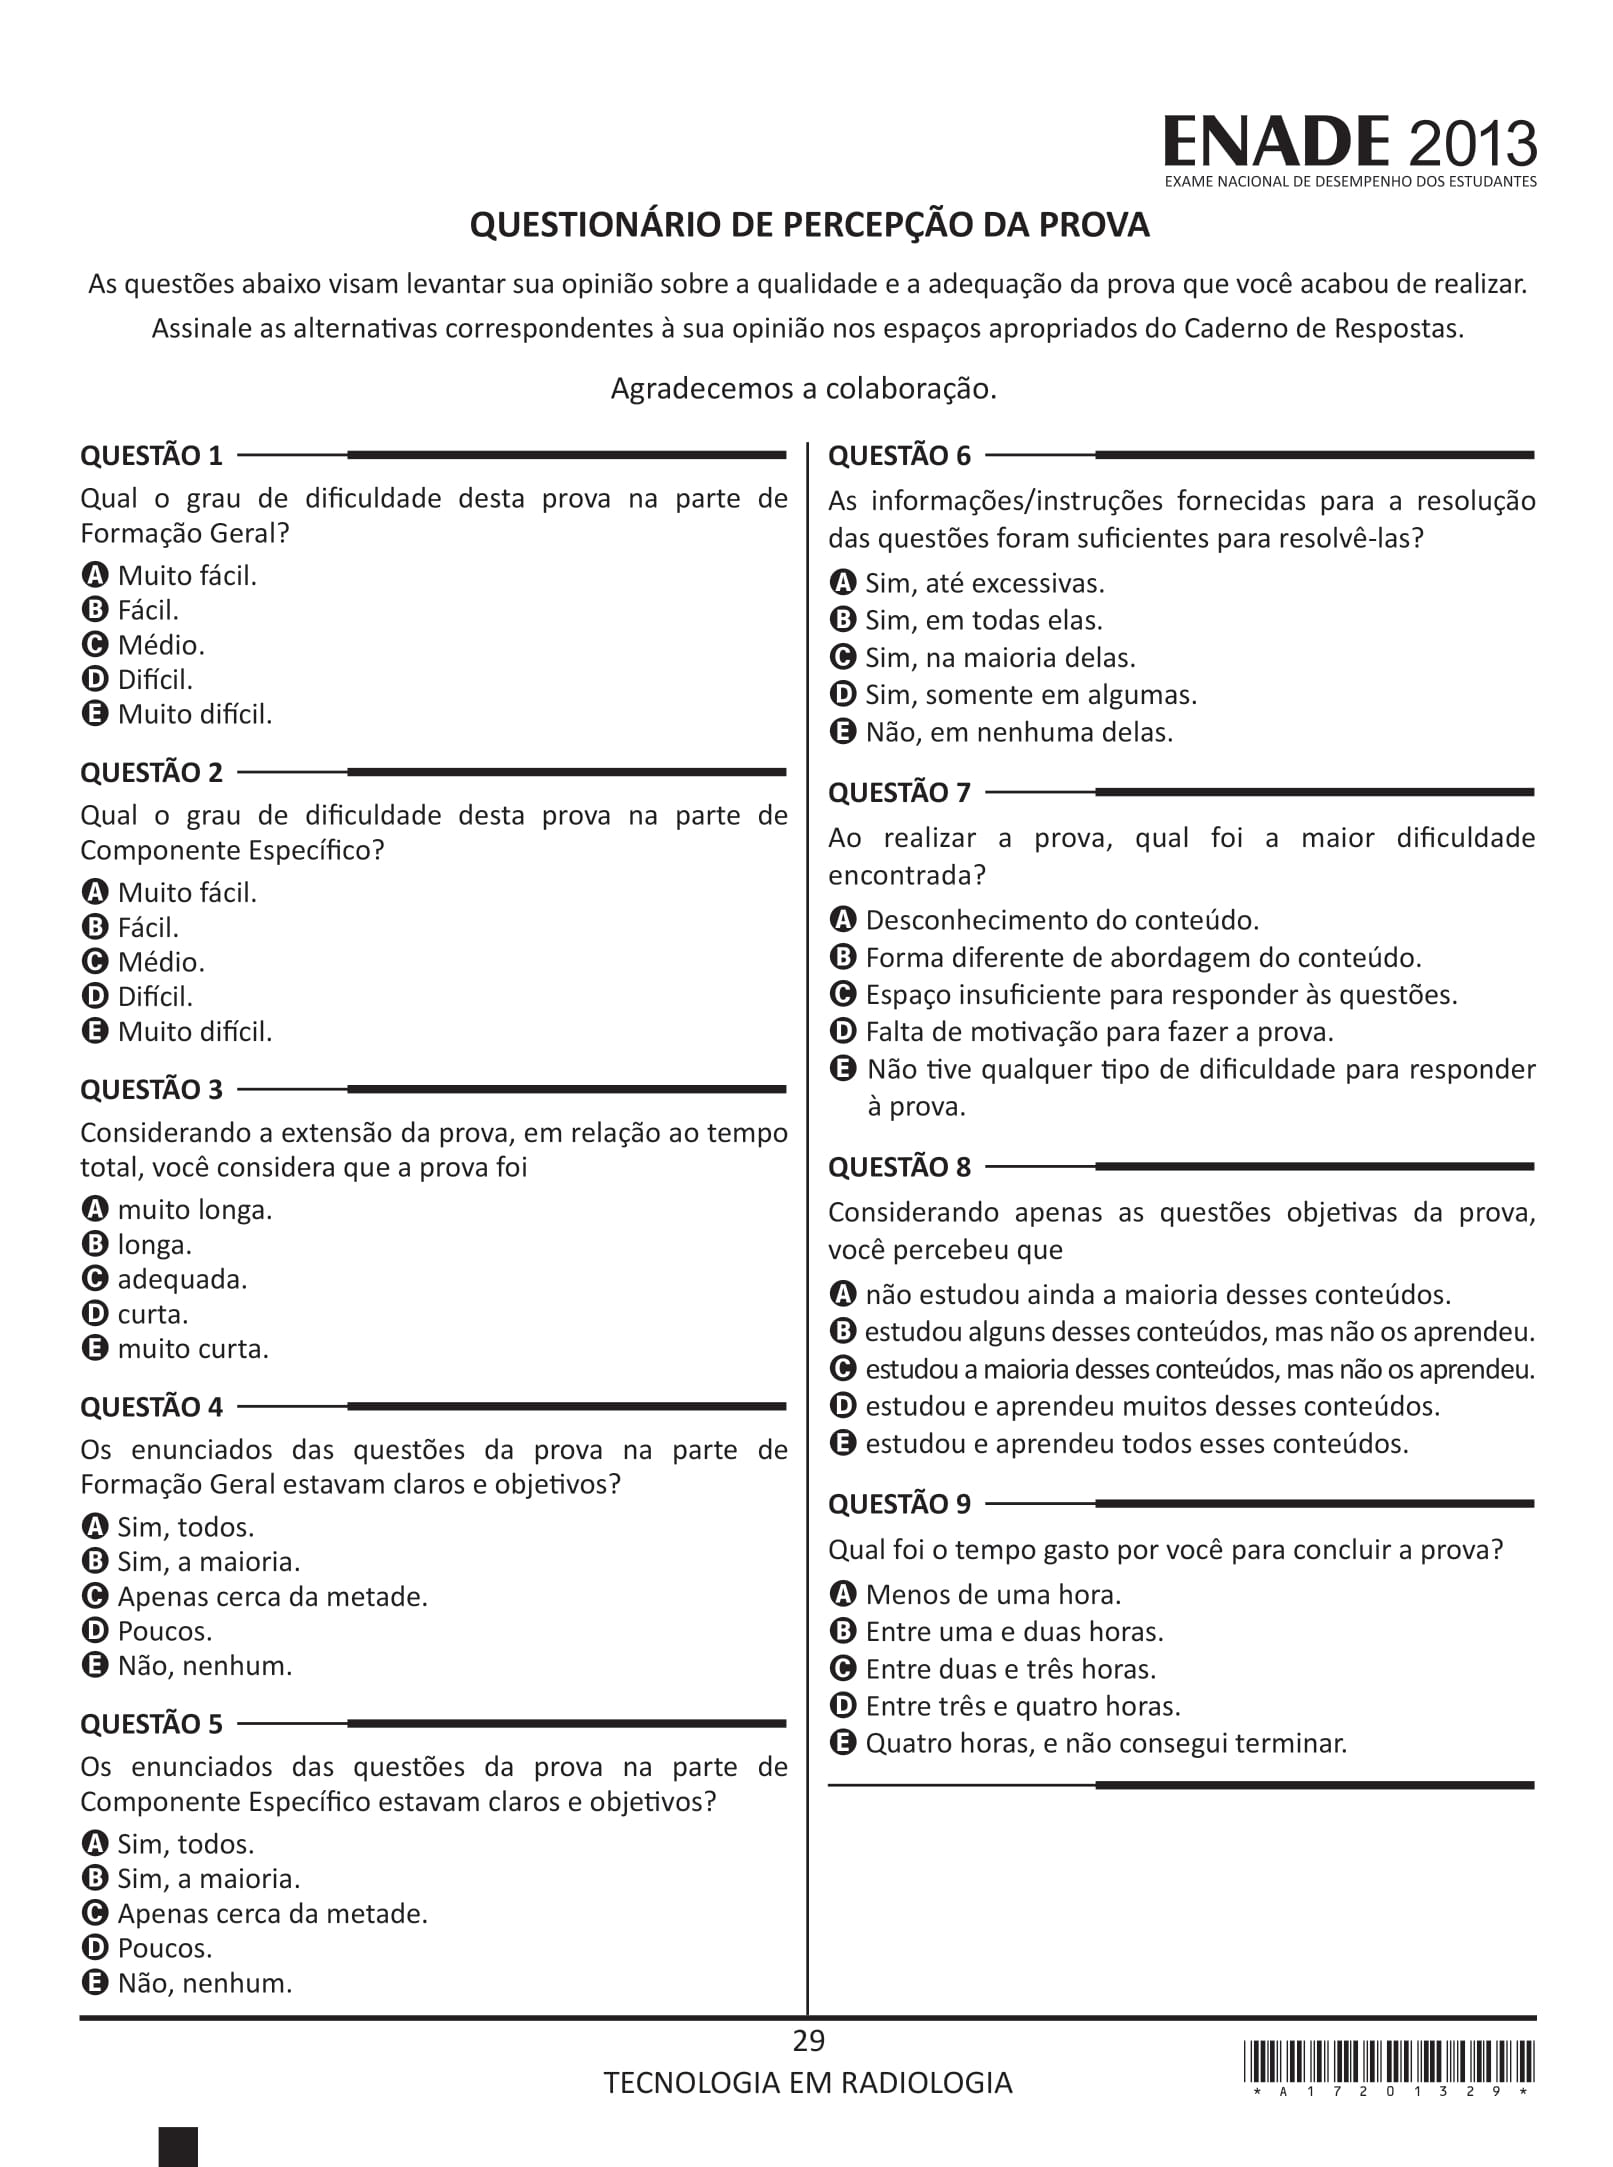 ENADE 2013
EXAME NACIONAL DE DESEMPENHO DOS ESTUDANTES
QUESTIONÁRIO DE PERCEPÇÃO DA PROVA
As questões abaixo visam levantar sua opinião sobre a qualidade e a adequação da prova que você acabou de realizar.
Assinale as alternativas correspondentes à sua opinião nos espaços apropriados do Caderno de Respostas.
Agradecemos a colaboração.
QUESTÃO 1
Qual o grau de dificuldade desta prova na parte de
Formação Geral?
A Muito fácil.
B Fácil.
C Médio.
D Difícil.
E Muito difícil.
QUESTÃO 2
Qual o grau de dificuldade desta prova na parte de
Componente Específico?
A Muito fácil.
B Fácil.
C Médio.
D Difícil.
E Muito difícil.
QUESTÃO 3
Considerando a extensão da prova, em relação ao tempo
total, você considera que a prova foi
A muito longa.
B longa.
C adequada.
D curta.
E muito curta.
QUESTÃO 4
Os enunciados das questões da prova na parte de
Formação Geral estavam claros e objetivos?
A Sim, todos.
B Sim, a maioria.
C Apenas cerca da metade.
D Poucos.
E Não, nenhum.
QUESTÃO 5
Os enunciados das questões da prova na parte de
Componente Específico estavam claros e objetivos?
A Sim, todos.
B Sim, a maioria.
C Apenas cerca da metade.
D Poucos.
E Não, nenhum.
QUESTÃO 6
As informações/instruções fornecidas para a resolução
das questões foram suficientes para resolvê-las?
A Sim, até excessivas.
B Sim, em todas elas.
C Sim, na maioria delas.
D Sim, somente em algumas.
E Não, em nenhuma delas.
QUESTÃO 7
Ao realizar a prova, qual foi a maior dificuldade
encontrada?
A Desconhecimento do conteúdo.
B Forma diferente de abordagem do conteúdo.
C Espaço insuficiente para responder às questões.
D Falta de motivação para fazer a prova.
E Não tive qualquer tipo de dificuldade para responder
à prova.
QUESTÃO 8
Considerando apenas as questões objetivas da prova,
você percebeu que
A não estudou ainda a maioria desses conteúdos.
B estudou alguns desses conteúdos, mas não os aprendeu.
C estudou a maioria desses conteúdos, mas não os aprendeu.
D estudou e aprendeu muitos desses conteúdos.
E estudou e aprendeu todos esses conteúdos.
QUESTÃO 9
Qual foi o tempo gasto por você para concluir a prova?
A Menos de uma hora.
B Entre uma e duas horas.
C Entre duas e três horas.
D Entre três e quatro horas.
E Quatro horas, e não consegui terminar.
29
TECNOLOGIA EM RADIOLOGIA
* A 1 7 2 0 1 3 2 9 *